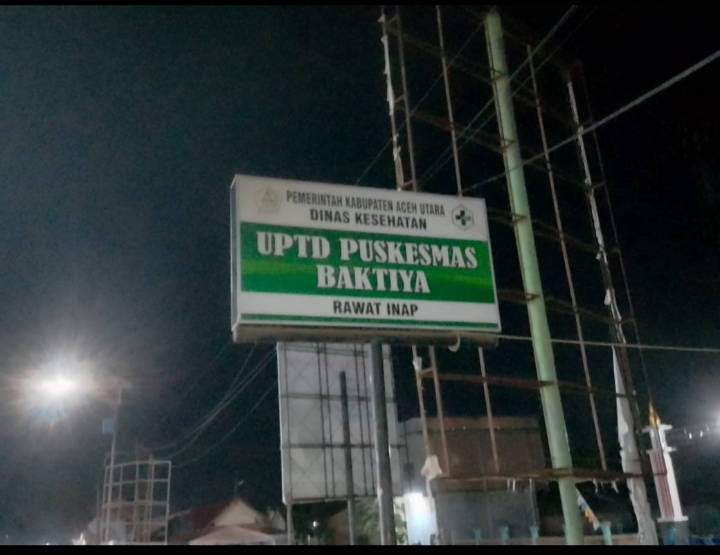 PEMERINTAH KABUPATEN ACEH UTARA
DINAS KESEHATAN
UPTD PUSKESMAS
BAKTIYA
RAWAT INAP